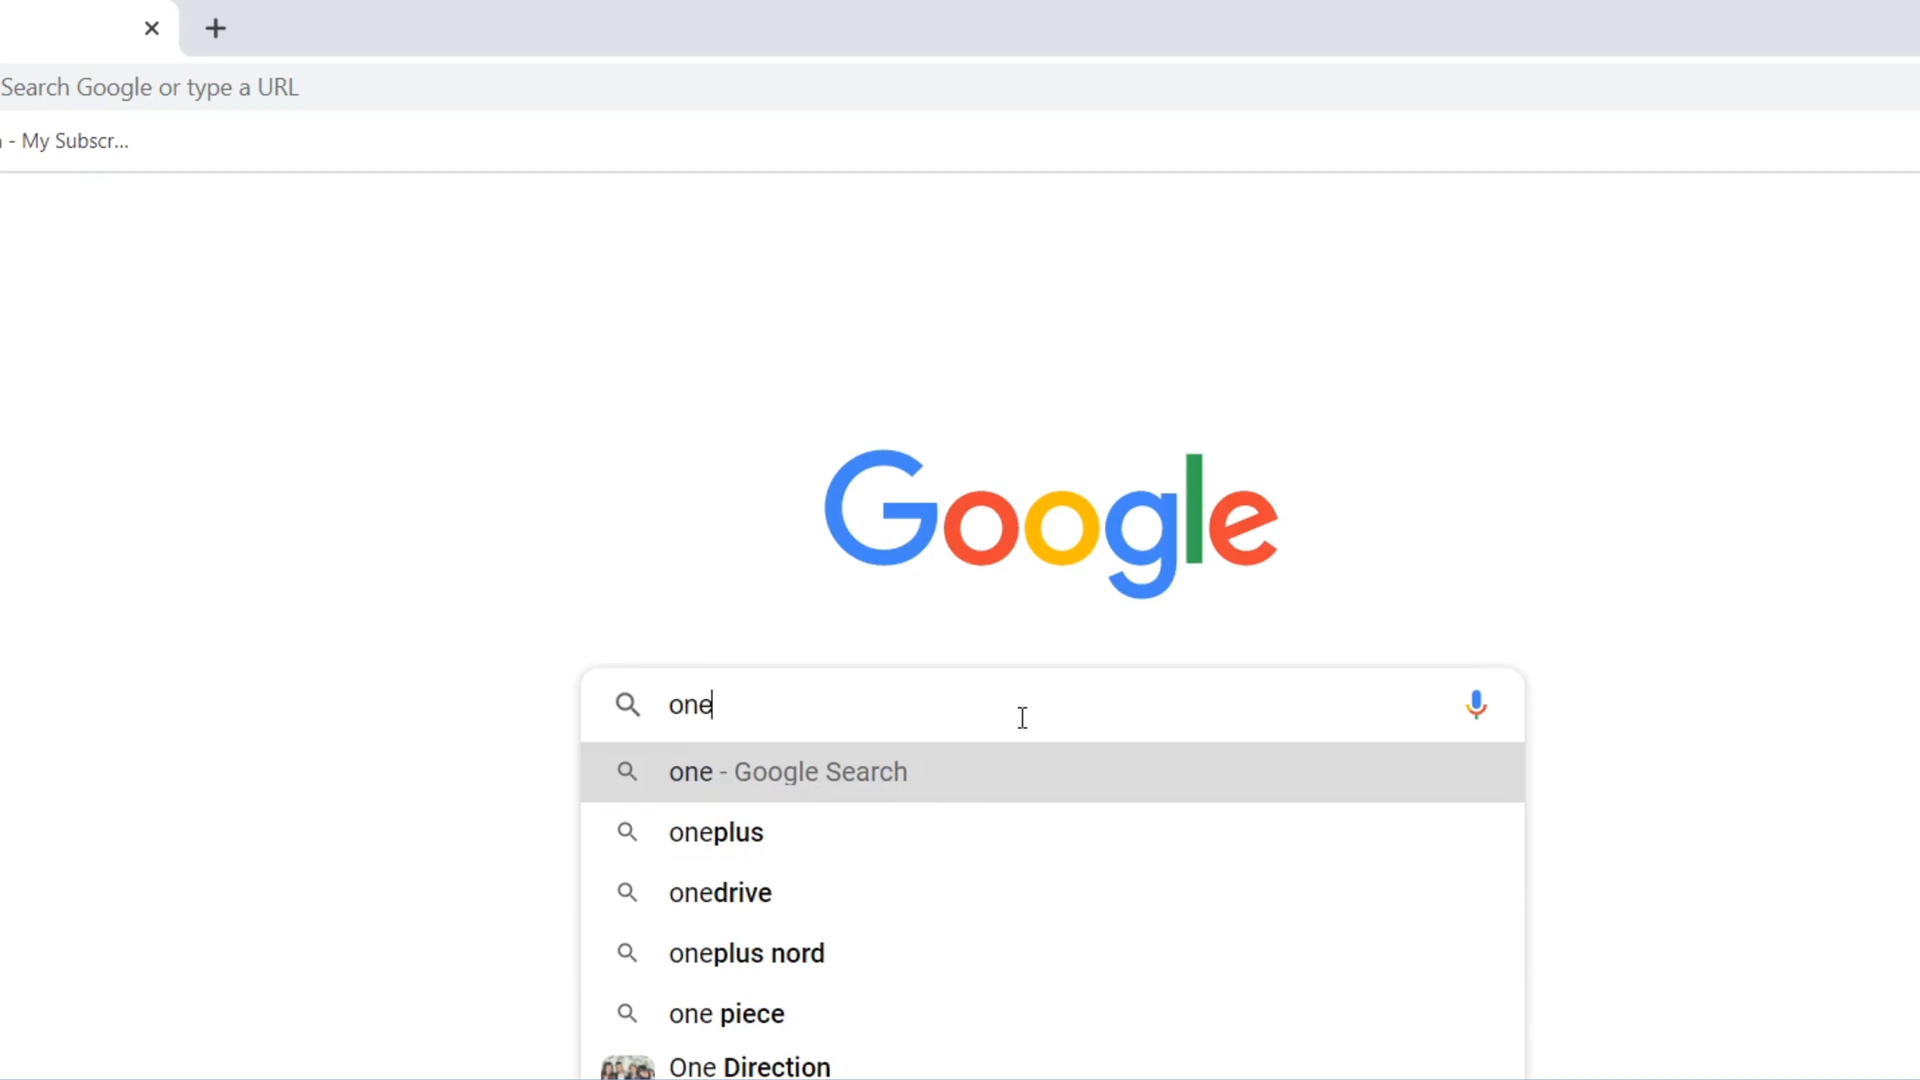 Search Google or type a URL
- My Subscr...
Google
one
one - Google Search
oneplus
onedrive
oneplus nord
one piece
One Direction